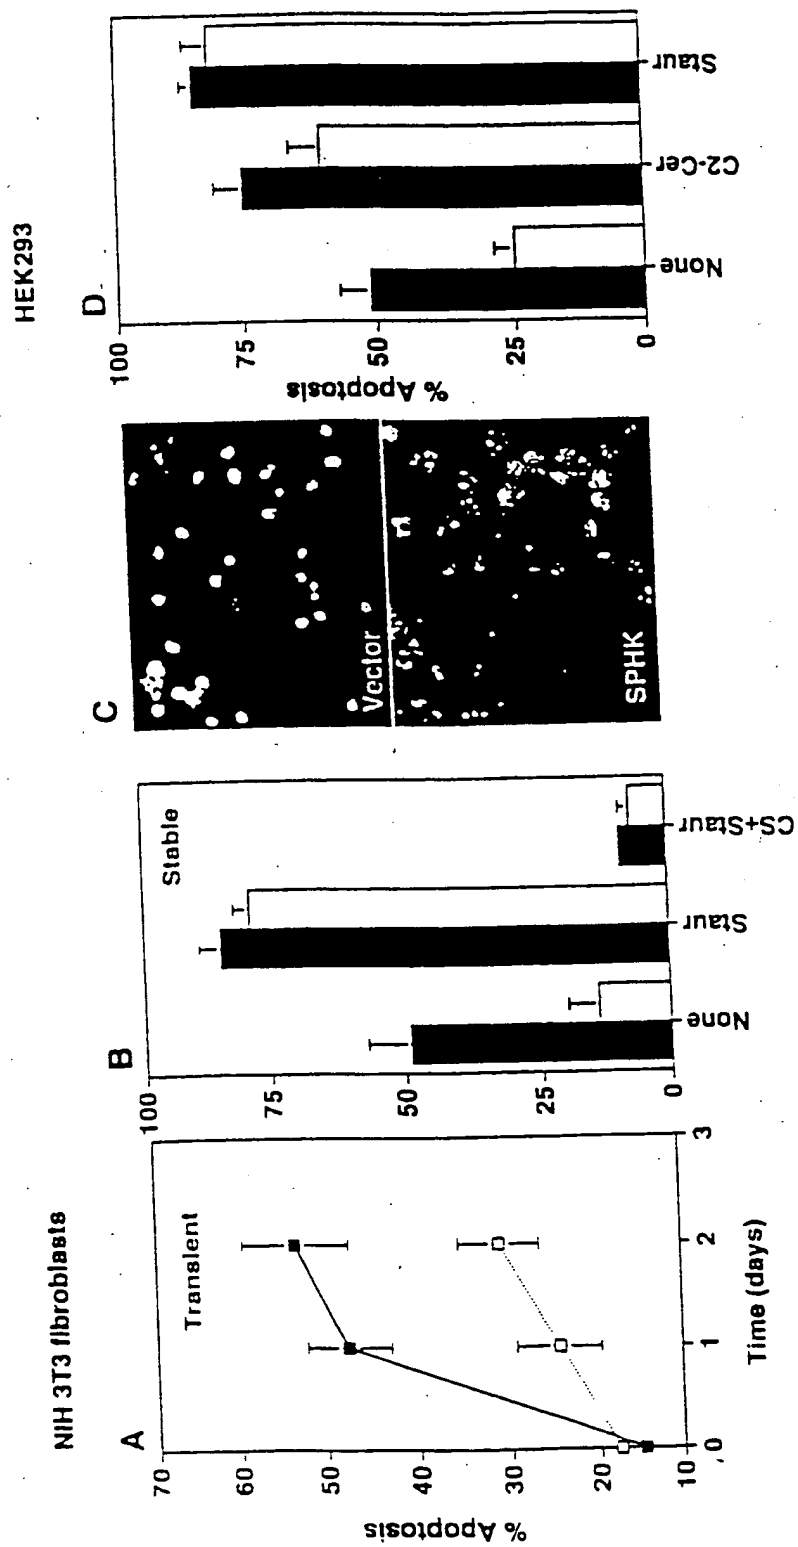 NIH 3T3 fibroblasts
HEK293
A
Transient
% Apoptosis
70
60
50
40
30
20
10
0
1
2
3
Time (days)
B
Stable
100
75
50
25
0
None
Staur
CS+Staur
C
Vector
SPHK
D
% Apoptosis
100
75
50
25
0
None
C2-Cer
Staur